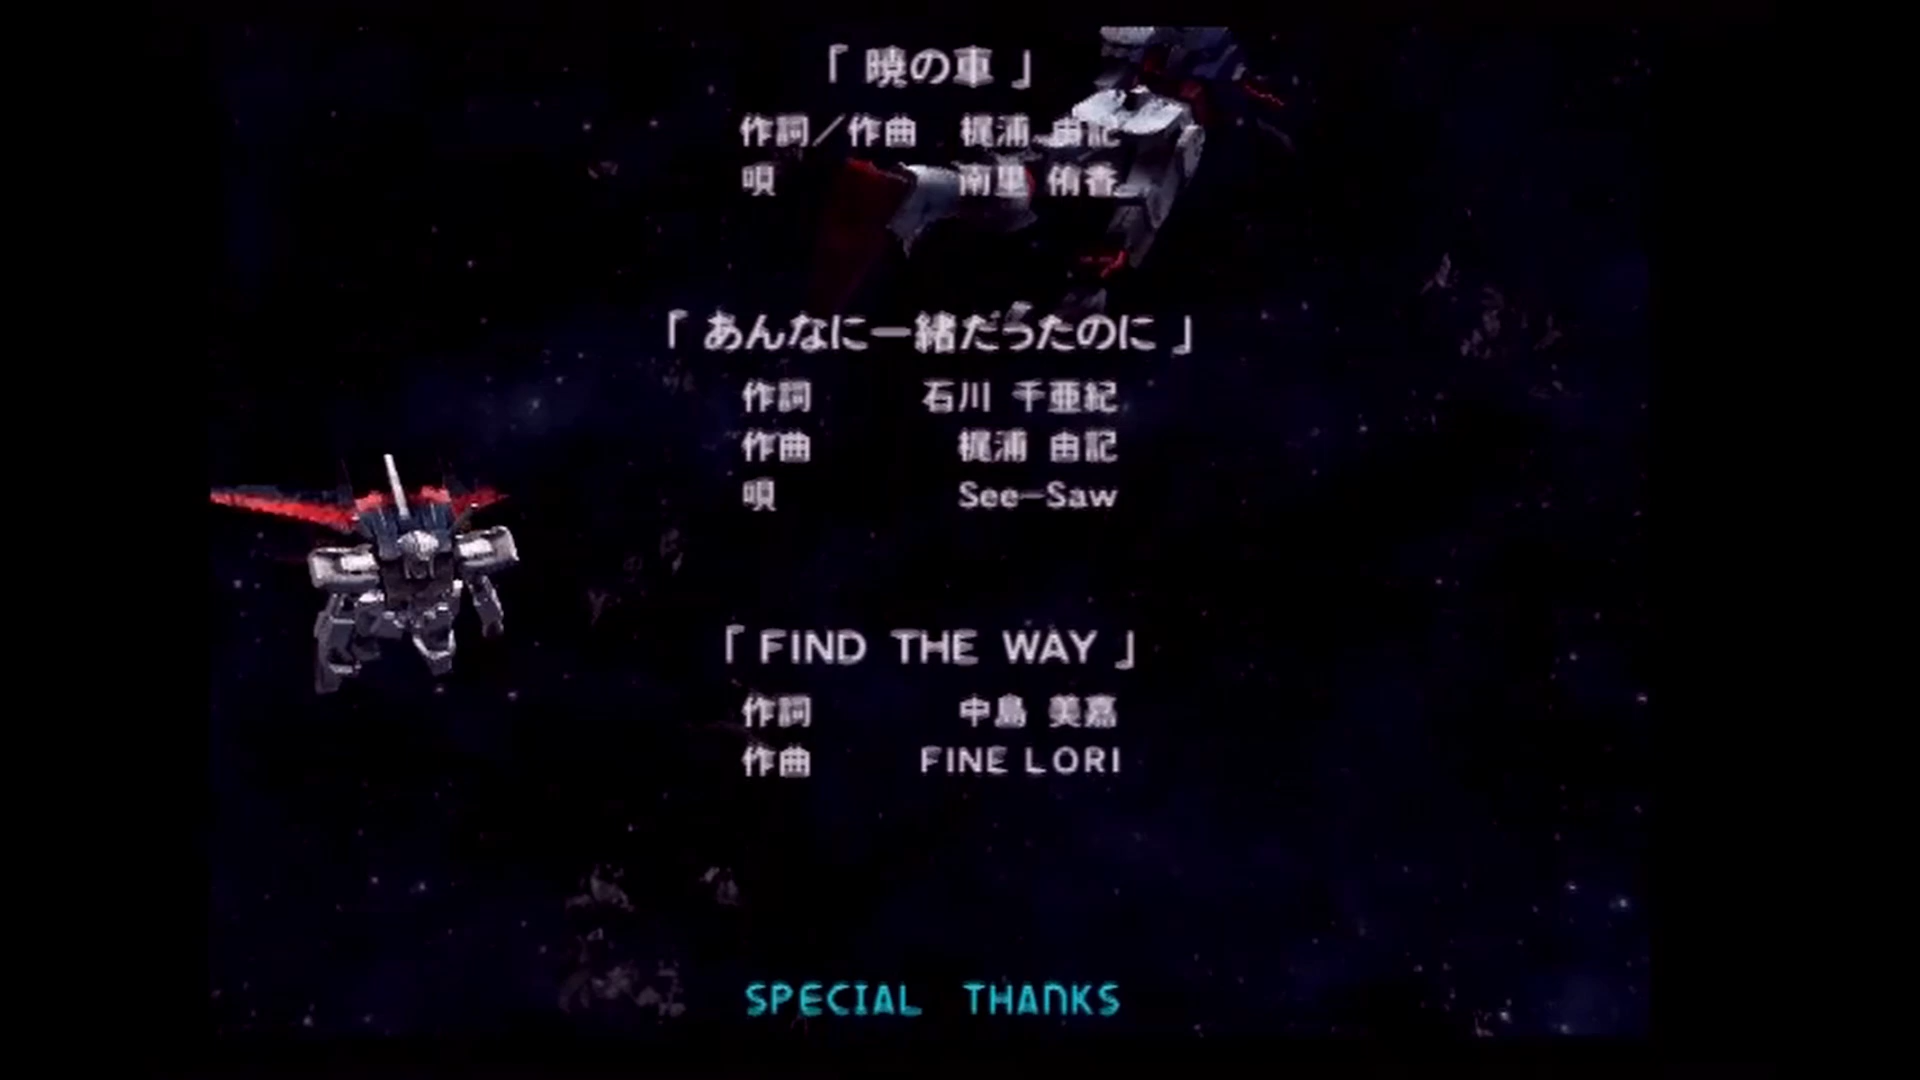 「 暁の車 」
作詞／作曲 梶浦 由記
唄 南里 侑香
「 あんなに一緒だったのに 」
作詞 石川 千亜紀
作曲 梶浦 由記
唄 See-Saw
「 FIND THE WAY 」
作詞 中島 美嘉
作曲 FINE LORI
SPECIAL THANKS